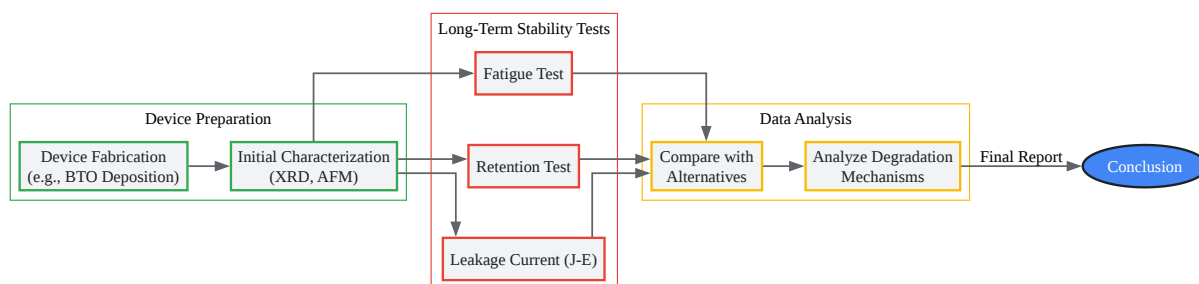 Long-Term Stability Tests
Fatigue Test
Device Preparation
Data Analysis
Device Fabrication
(e.g., BTO Deposition)
Initial Characterization
(XRD, AFM)
Retention Test
Compare with
Alternatives
Analyze Degradation
Mechanisms
Final Report
Conclusion
Leakage Current (J-E)